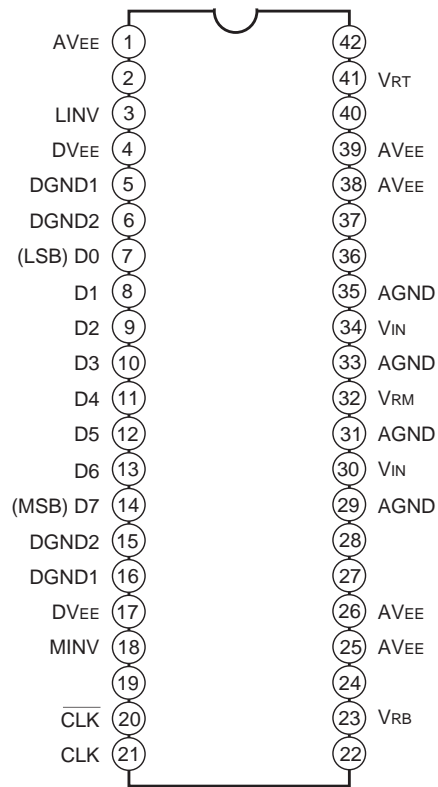 AVEE 1 42
2 41 VRT
LINV 3 40
DVEE 4 39 AVEE
DGND1 5 38 AVEE
DGND2 6 37
(LSB) D0 7 36
D1 8 35 AGND
D2 9 34 VIN
D3 10 33 AGND
D4 11 32 VRM
D5 12 31 AGND
D6 13 30 VIN
(MSB) D7 14 29 AGND
DGND2 15 28
DGND1 16 27
DVEE 17 26 AVEE
MINV 18 25 AVEE
19 24
C̅L̅K̅ 20 23 VRB
CLK 21 22